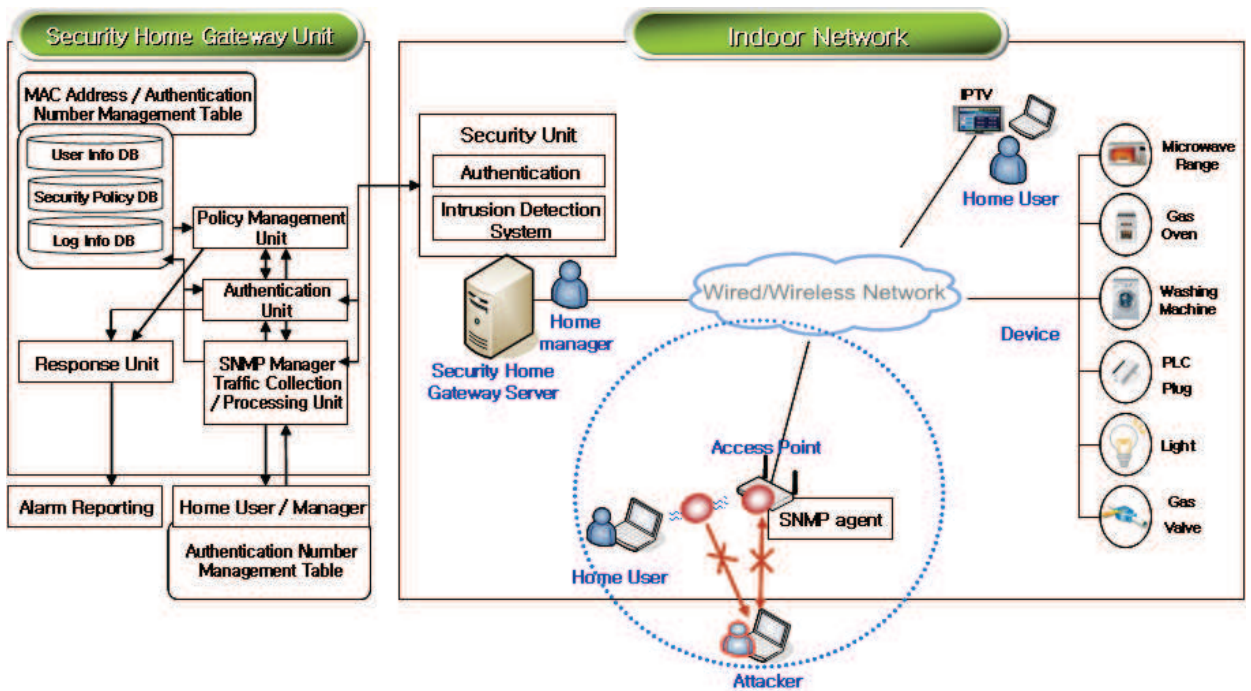 Security Home Gateway Unit
MAC Address / Authentication
Number Management Table
User Info DB
Security Policy DB
Log Info DB
Policy Management
Unit
Authentication
Unit
Response Unit
SNMP Manager
Traffic Collection
/ Processing Unit
Alarm Reporting
Home User / Manager
Authentication Number
Management Table
Indoor Network
Security Unit
Authentication
Intrusion Detection
System
Home
manager
Security Home
Gateway Server
Wired/Wireless Network
IPTV
Home User
Device
Microwave
Range
Gas
Oven
Washing
Machine
PLC
Plug
Light
Gas
Valve
Access Point
SNMP agent
Home User
Attacker